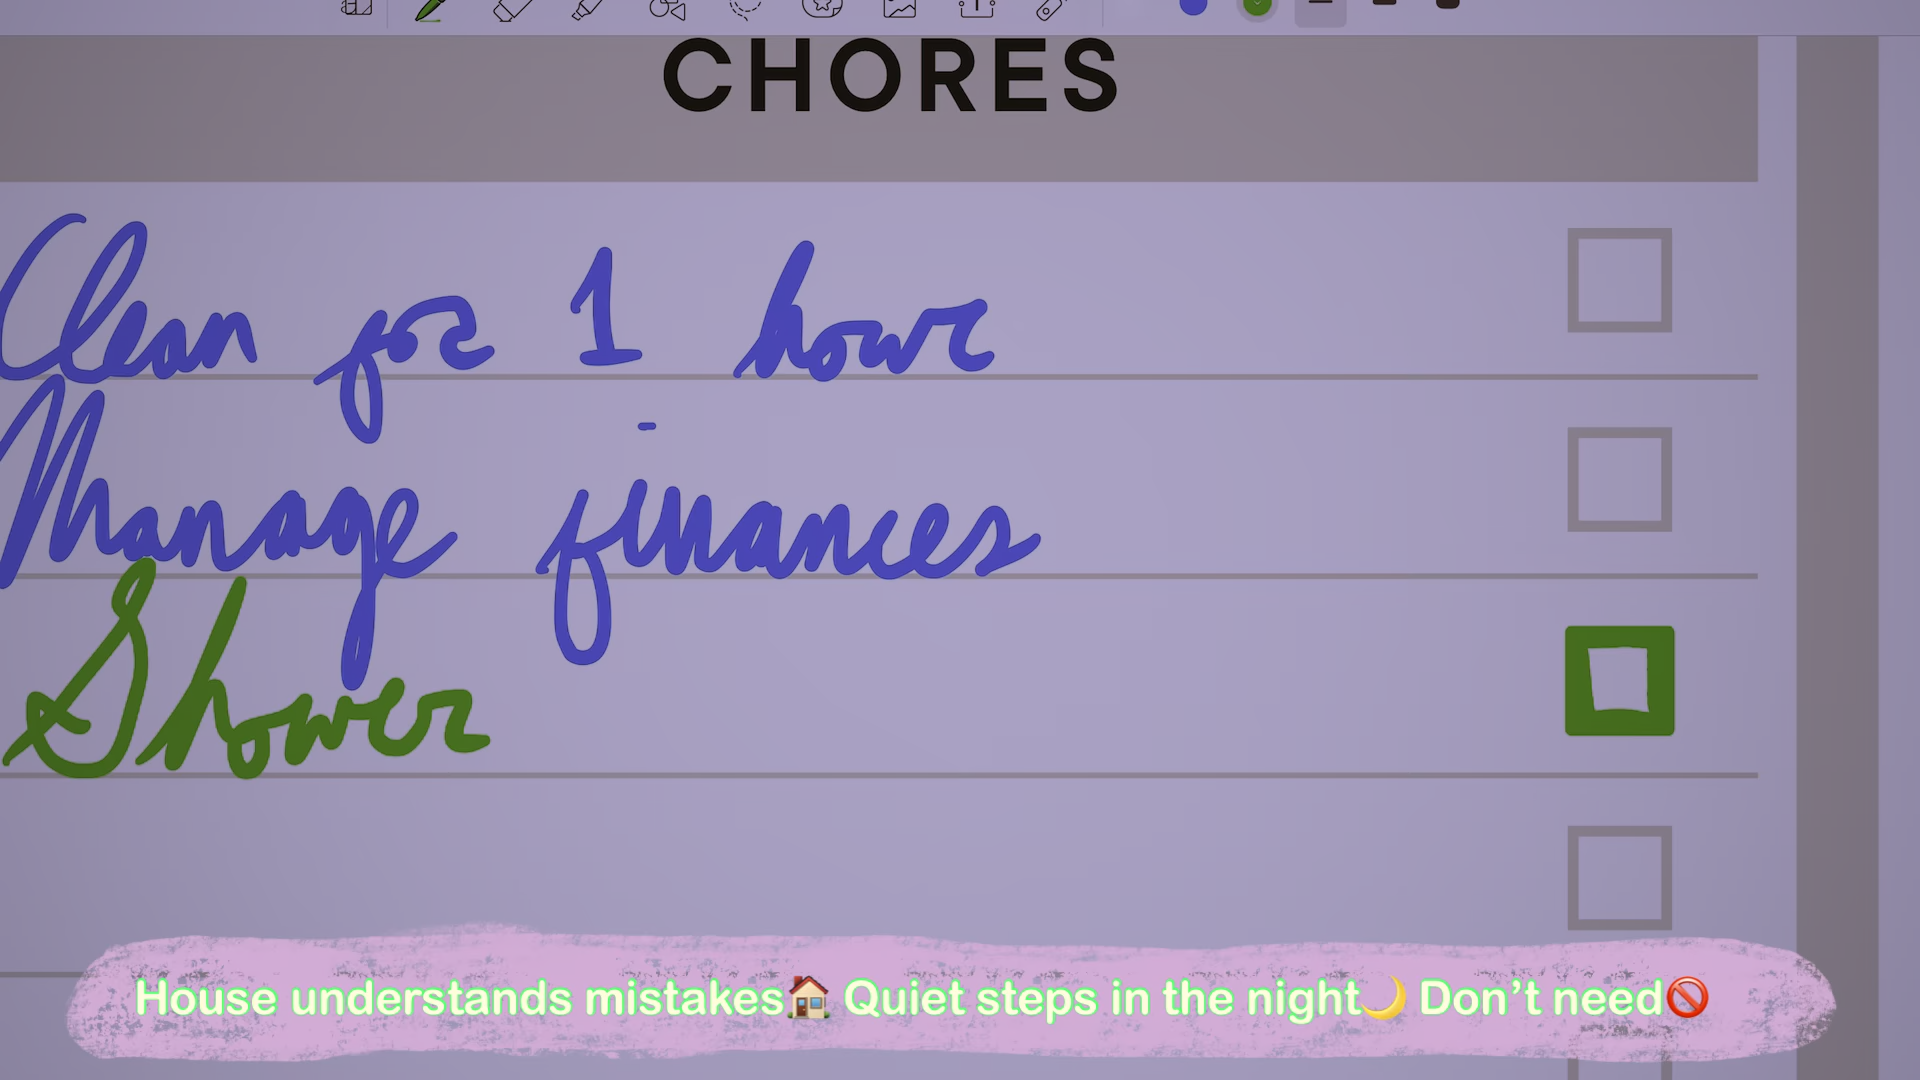 CHORES
Clean for 1 hour
Manage finances
Shower
House understands mistakes🏠 Quiet steps in the night🌙 Don’t need🚫